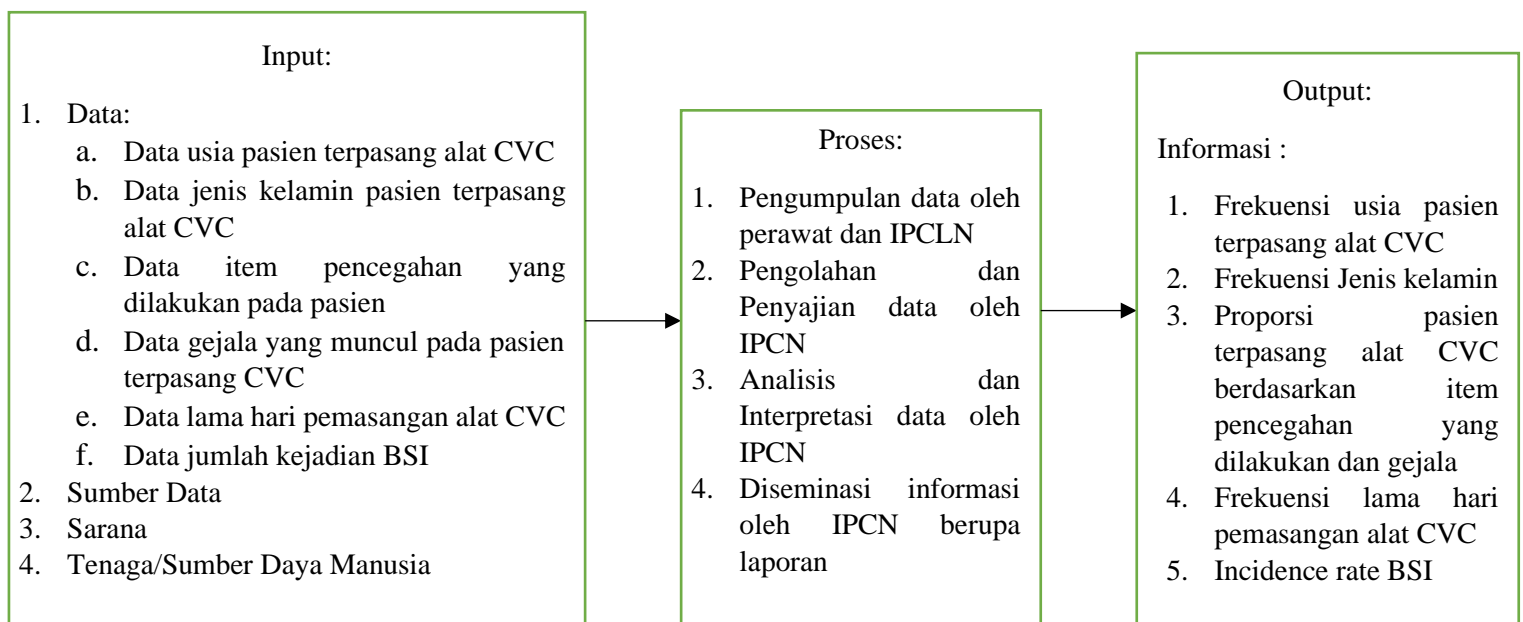 Input:
1. Data:
a. Data usia pasien terpasang alat CVC
b. Data jenis kelamin pasien terpasang
alat CVC
c. Data item pencegahan yang
dilakukan pada pasien
d. Data gejala yang muncul pada pasien
terpasang CVC
e. Data lama hari pemasangan alat CVC
f. Data jumlah kejadian BSI
2. Sumber Data
3. Sarana
4. Tenaga/Sumber Daya Manusia
Proses:
1. Pengumpulan data oleh
perawat dan IPCLN
2. Pengolahan dan
Penyajian data oleh
IPCN
3. Analisis dan
Interpretasi data oleh
IPCN
4. Diseminasi informasi
oleh IPCN berupa
laporan
Output:
Informasi :
1. Frekuensi usia pasien
terpasang alat CVC
2. Frekuensi Jenis kelamin
3. Proporsi pasien
terpasang alat CVC
berdasarkan item
pencegahan yang
dilakukan dan gejala
4. Frekuensi lama hari
pemasangan alat CVC
5. Incidence rate BSI